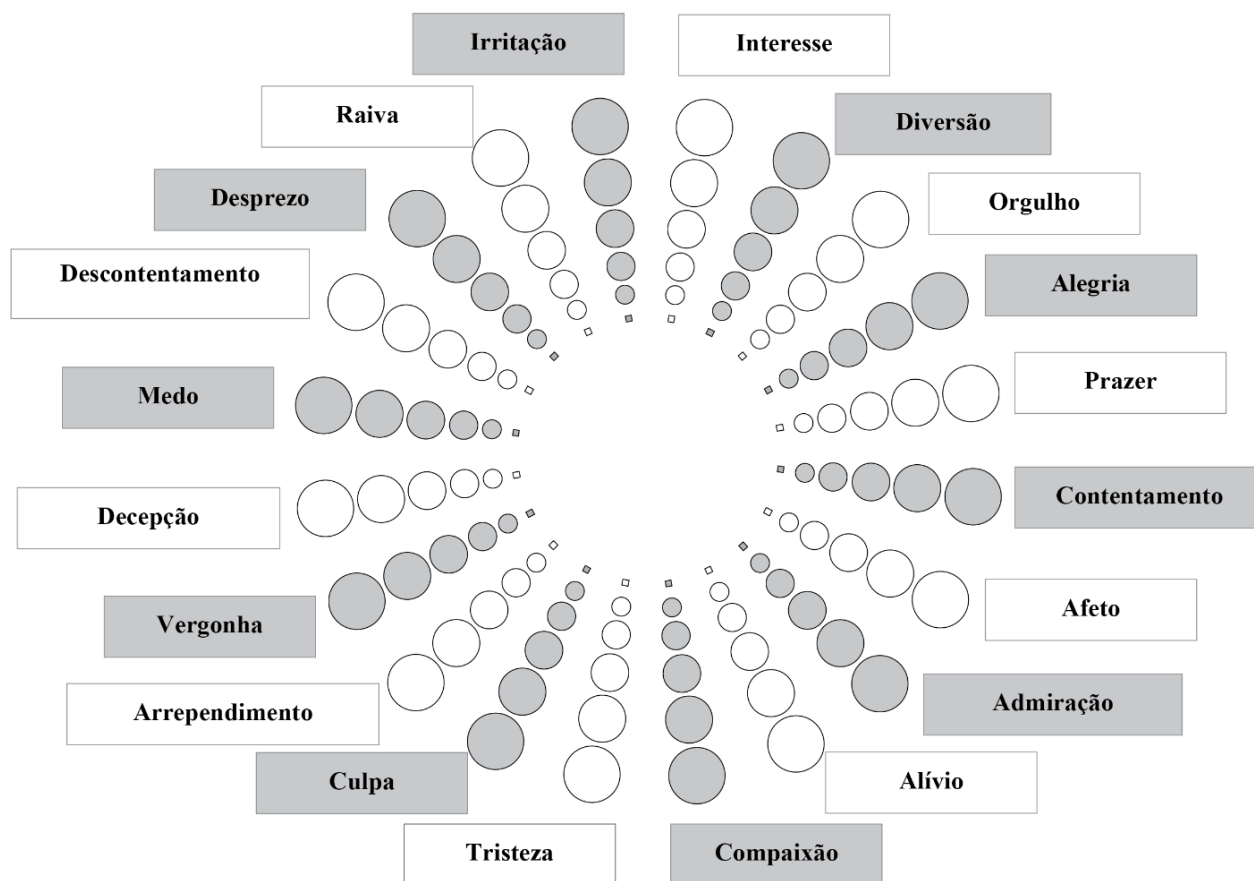 Irritação
Interesse
Raiva
Diversão
Desprezo
Orgulho
Descontentamento
Alegria
Medo
Prazer
Decepção
Contentamento
Vergonha
Afeto
Arrependimento
Admiração
Culpa
Alívio
Tristeza
Compaixão